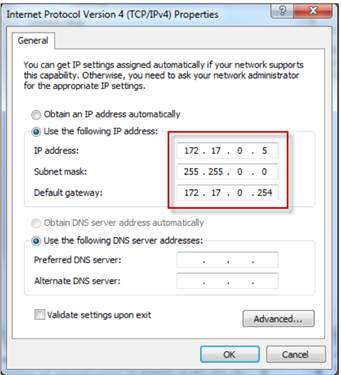 Internet Protocol Version 4 (TCP/IPv4) Properties
General
You can get IP settings assigned automatically if your network supports
this capability. Otherwise, you need to ask your network administrator
for the appropriate IP settings.
Obtain an IP address automatically
Use the following IP address:
IP address: 172 . 17 . 0 . 5
Subnet mask: 255 . 255 . 0 . 0
Default gateway: 172 . 17 . 0 . 254
Obtain DNS server address automatically
Use the following DNS server addresses:
Preferred DNS server: . . .
Alternate DNS server: . . .
Validate settings upon exit
Advanced...
OK Cancel